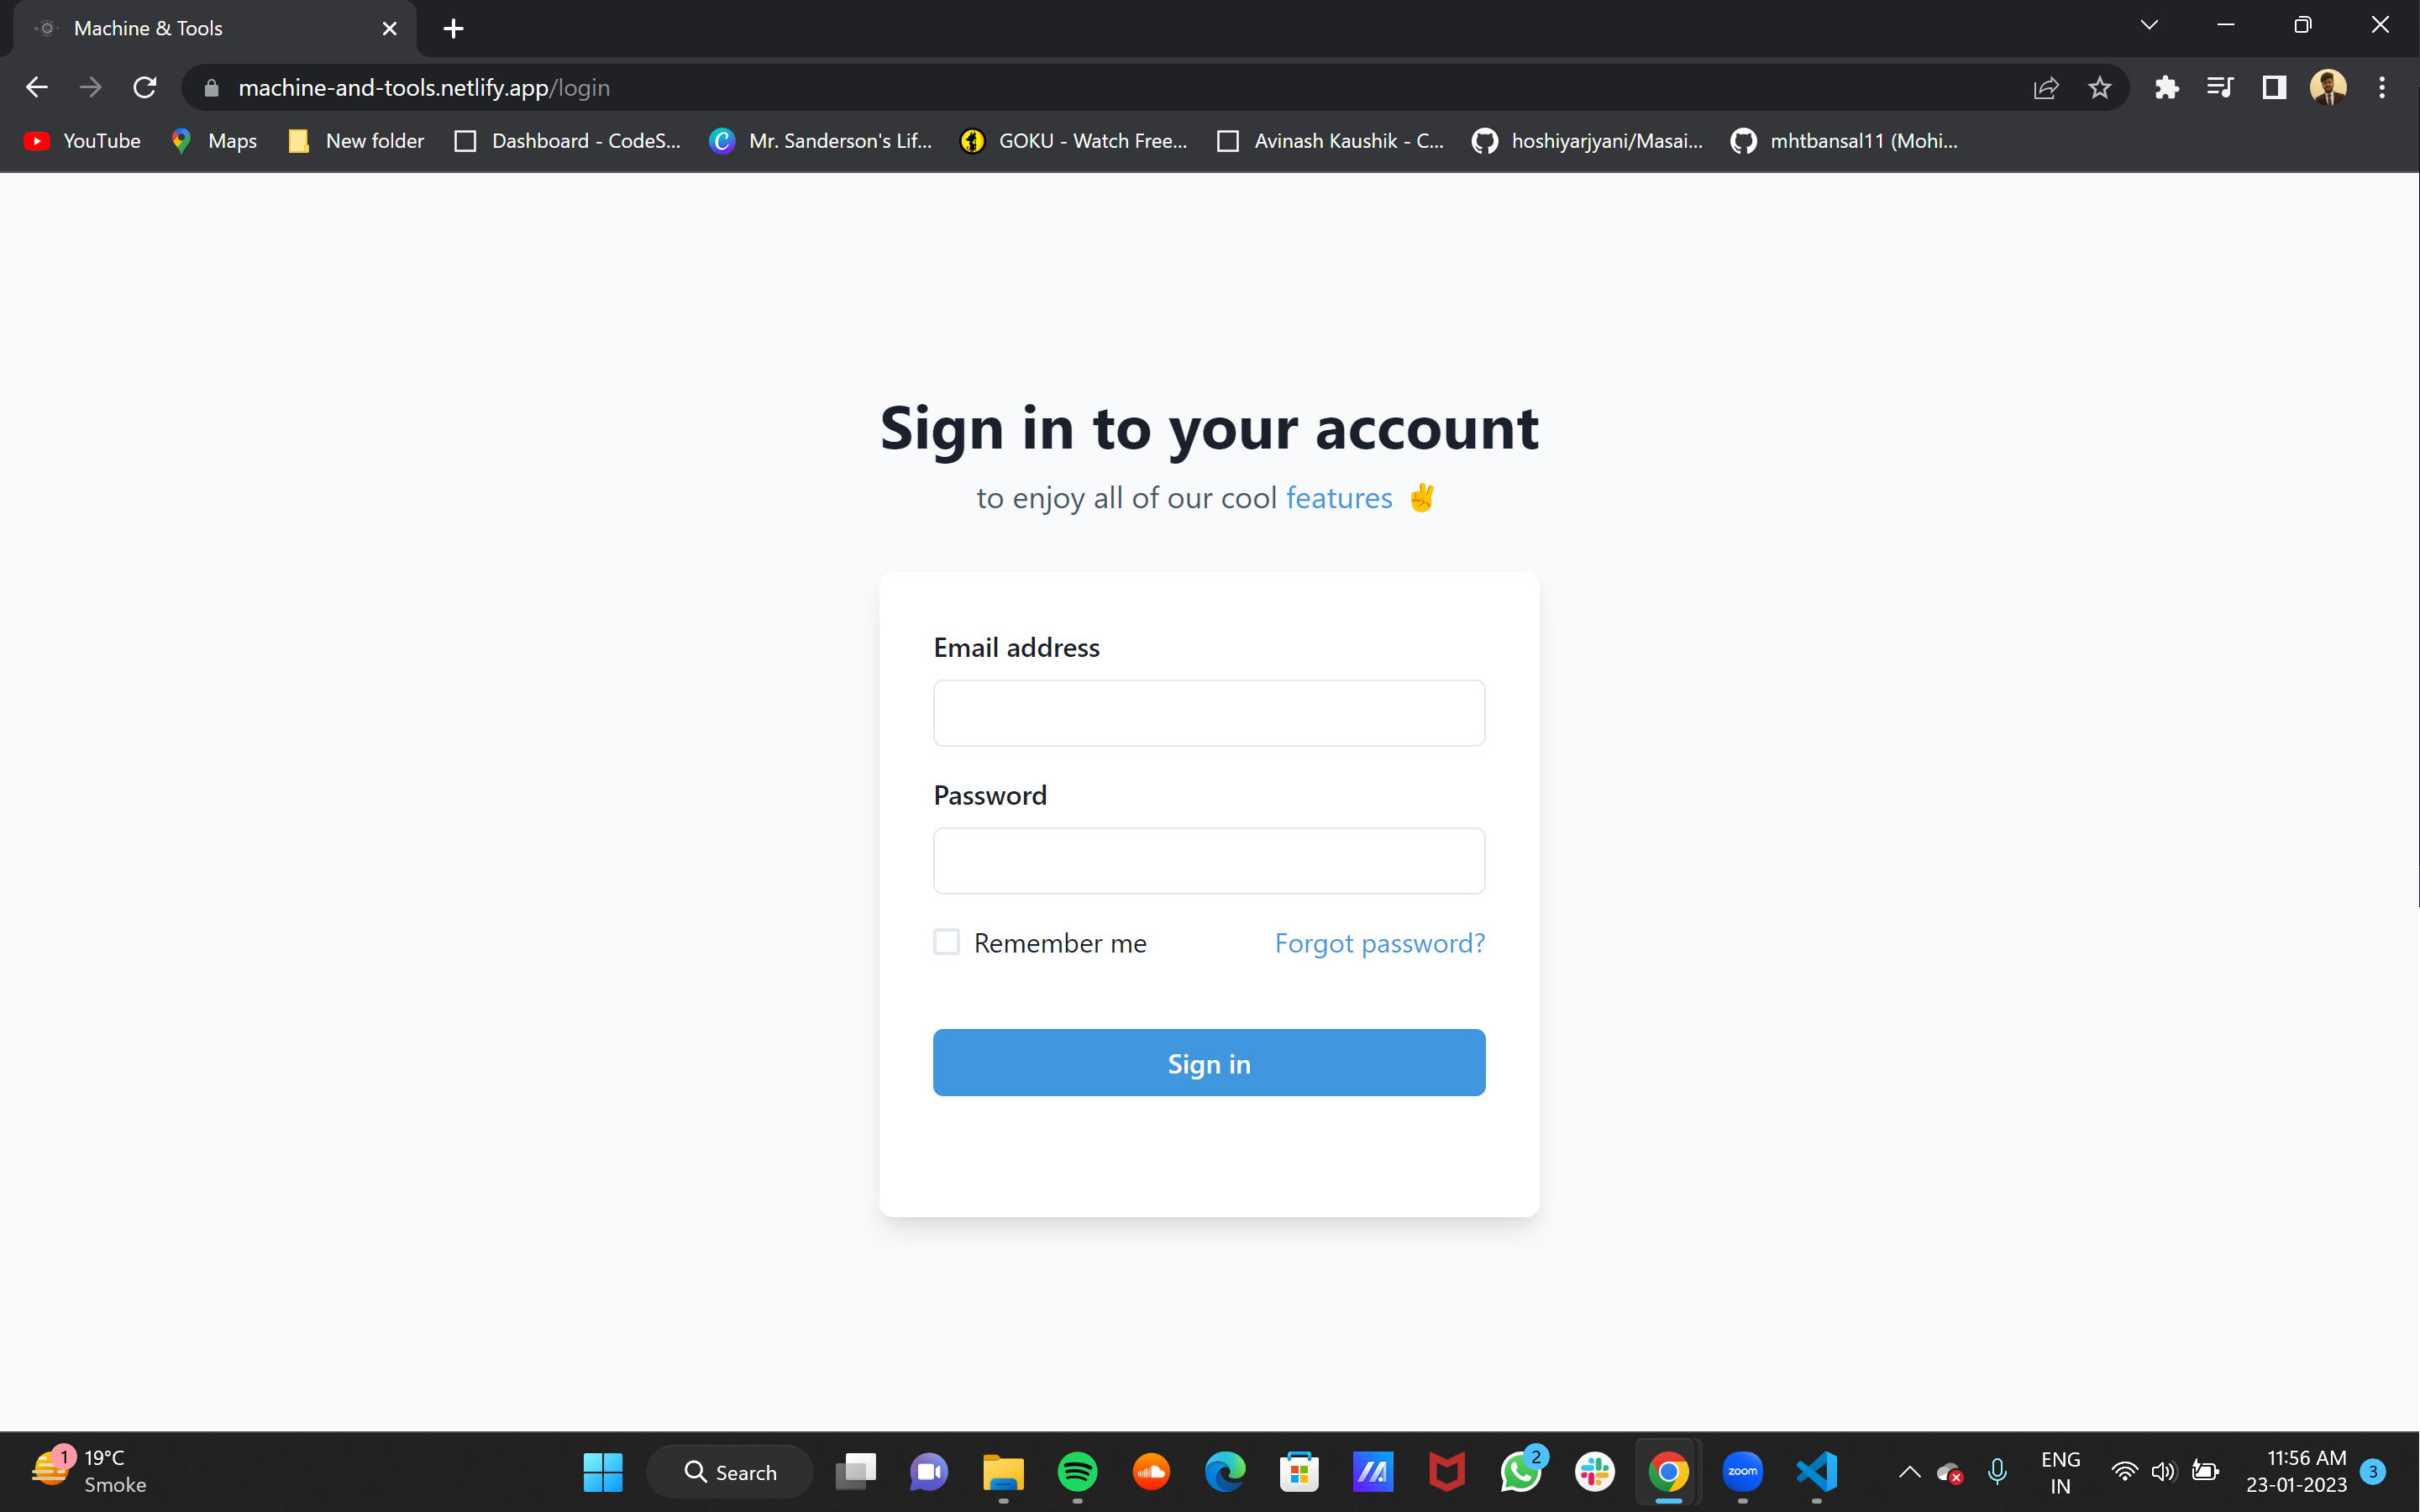 Machine & Tools
machine-and-tools.netlify.app/login
YouTube
Maps
New folder
Dashboard - CodeS...
Mr. Sanderson's Lif...
GOKU - Watch Free...
Avinash Kaushik - C...
hoshiyarjyani/Masai...
mhtbansal11 (Mohi...
Sign in to your account
to enjoy all of our cool features ✌️
Email address
Password
Remember me
Forgot password?
Sign in
1
19°C
Smoke
Search
2
zoom
ENG
IN
11:56 AM
23-01-2023
3